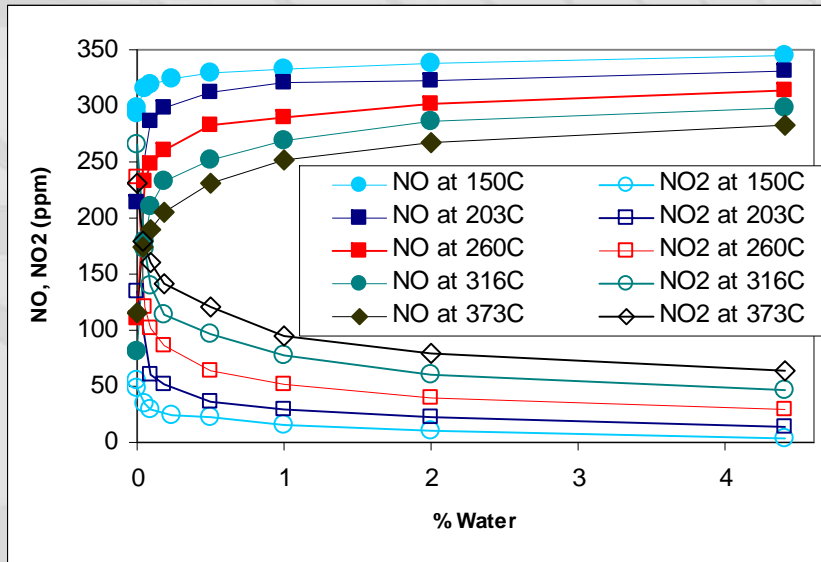 350
300
250
200
150
100
50
0
NO, NO2 (ppm)
NO at 150C NO2 at 150C
NO at 203C NO2 at 203C
NO at 260C NO2 at 260C
NO at 316C NO2 at 316C
NO at 373C NO2 at 373C
0 1 2 3 4
% Water